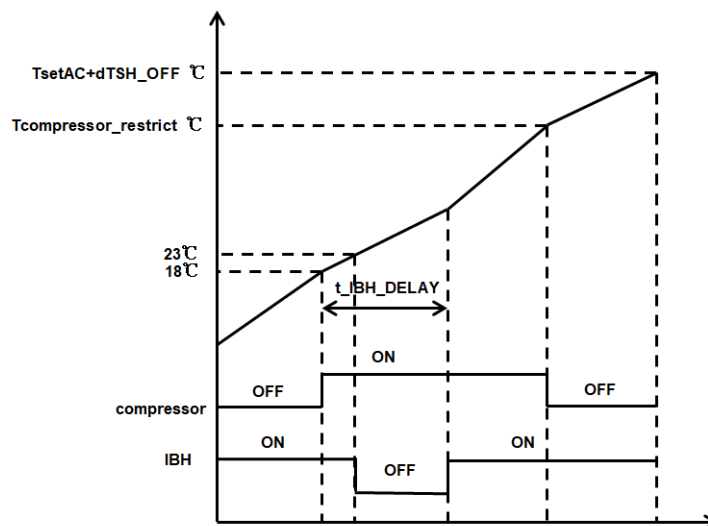 TsetAC+dTSH_OFF ℃
Tcompressor_restrict ℃
23℃
18℃
t_IBH_DELAY
ON
OFF
OFF
compressor
ON
ON
IBH
OFF